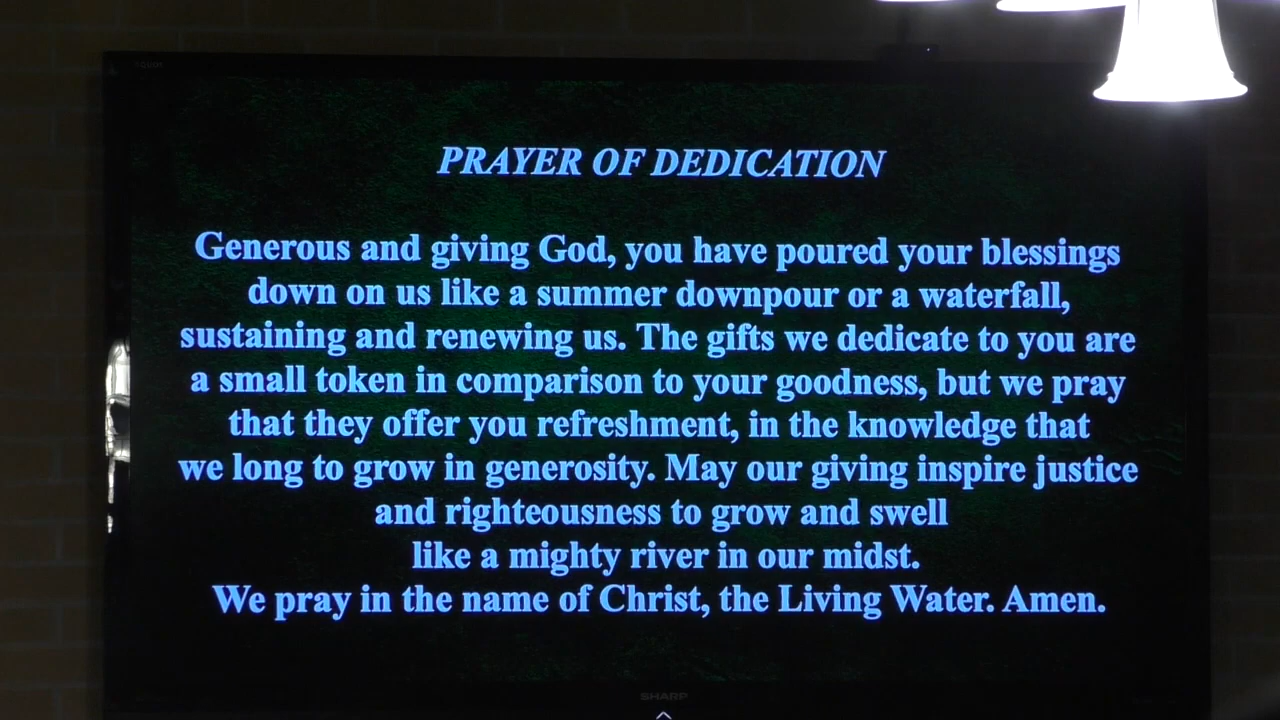 PRAYER OF DEDICATION
Generous and giving God, you have poured your blessings
down on us like a summer downpour or a waterfall,
sustaining and renewing us. The gifts we dedicate to you are
a small token in comparison to your goodness, but we pray
that they offer you refreshment, in the knowledge that
we long to grow in generosity. May our giving inspire justice
and righteousness to grow and swell
like a mighty river in our midst.
We pray in the name of Christ, the Living Water. Amen.
SHARP